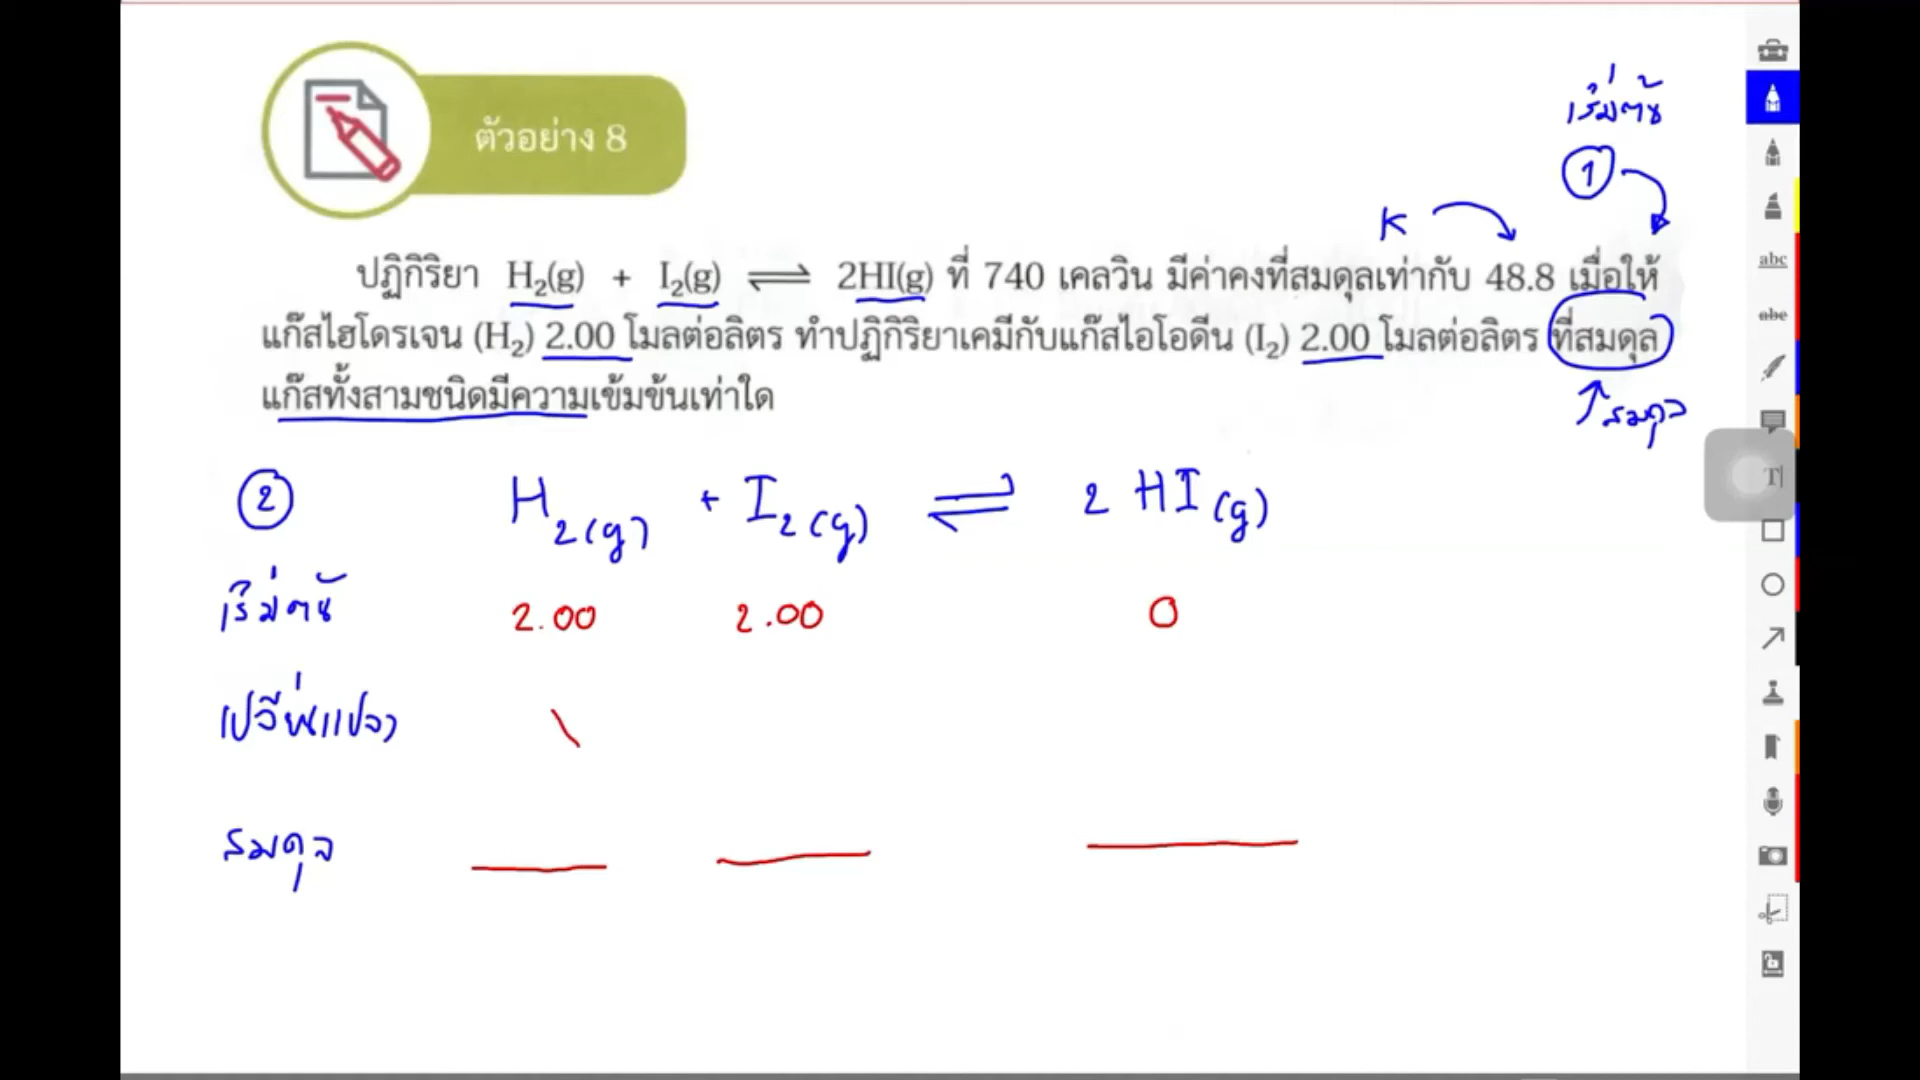 ตัวอย่าง 8
เริ่มต้น
1
K
ปฏิกิริยา H₂(g) + I₂(g) ⇌ 2HI(g) ที่ 740 เคลวิน มีค่าคงที่สมดุลเท่ากับ 48.8 เมื่อให้
แก๊สไฮโดรเจน (H₂) 2.00 โมลต่อลิตร ทำปฏิกิริยาเคมีกับแก๊สไอโอดีน (I₂) 2.00 โมลต่อลิตร ที่สมดุล
แก๊สทั้งสามชนิดมีความเข้มข้นเท่าใด
สมดุล
2 H₂(g) + I₂(g) ⇌ 2 HI(g)
เริ่มต้น 2.00 2.00 0
เปลี่ยนแปลง
สมดุล
abc
abc
T